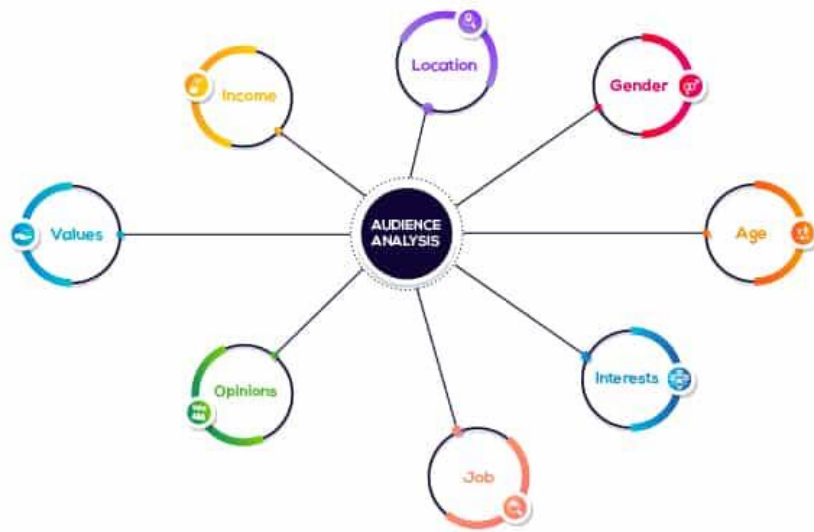 Location
Gender
Income
AUDIENCE
ANALYSIS
Values
Age
Opinions
Interests
Job